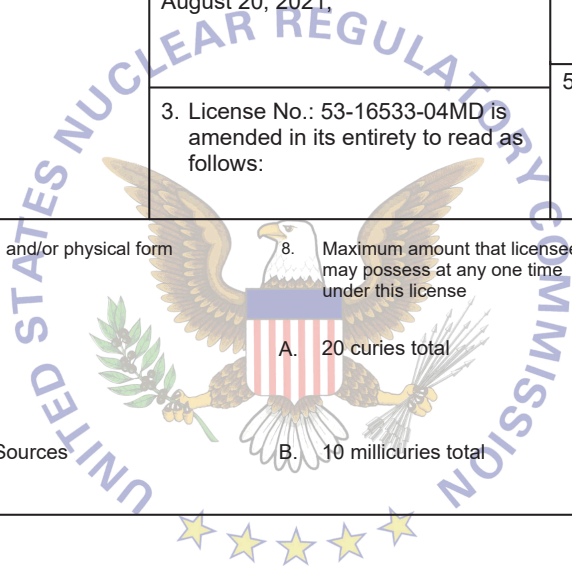 August 20, 2021,
5
3. License No.: 53-16533-04MD is
amended in its entirety to read as
follows:
and/or physical form
8. Maximum amount that licensee
may possess at any one time
under this license
A. 20 curies total
Sources
B. 10 millicuries total
UNITED STATES NUCLEAR REGULATORY COMMISSION